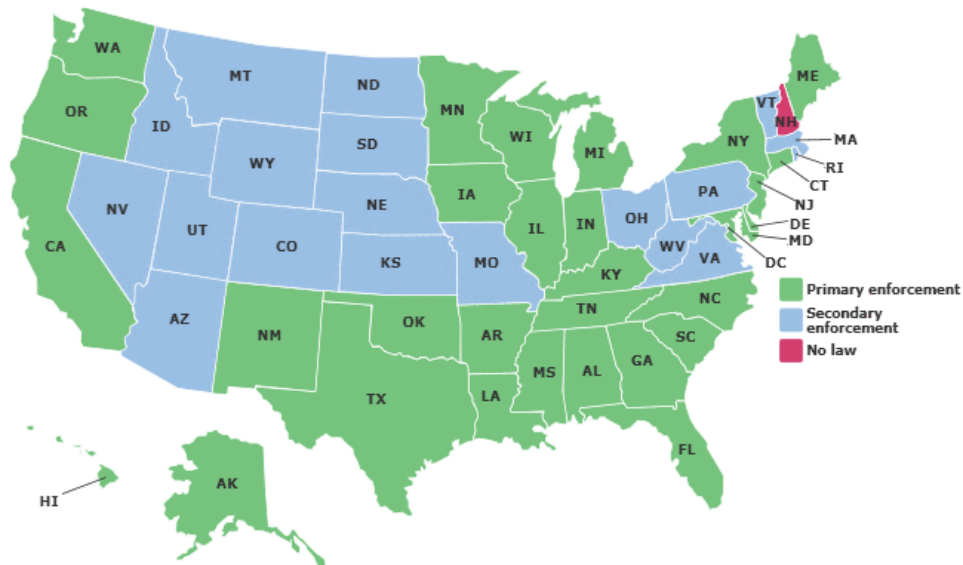 WA
MT
ND
MN
ME
VT
NH
OR
ID
SD
WI
MI
NY
MA
WY
RI
CT
IA
PA
NJ
NV
NE
OH
DE
UT
IL
IN
MD
CA
CO
WV
VA
DC
KS
MO
KY
Primary enforcement
NC
AZ
TN
Secondary
enforcement
OK
NM
AR
SC
No law
GA
MS
AL
TX
LA
FL
AK
HI